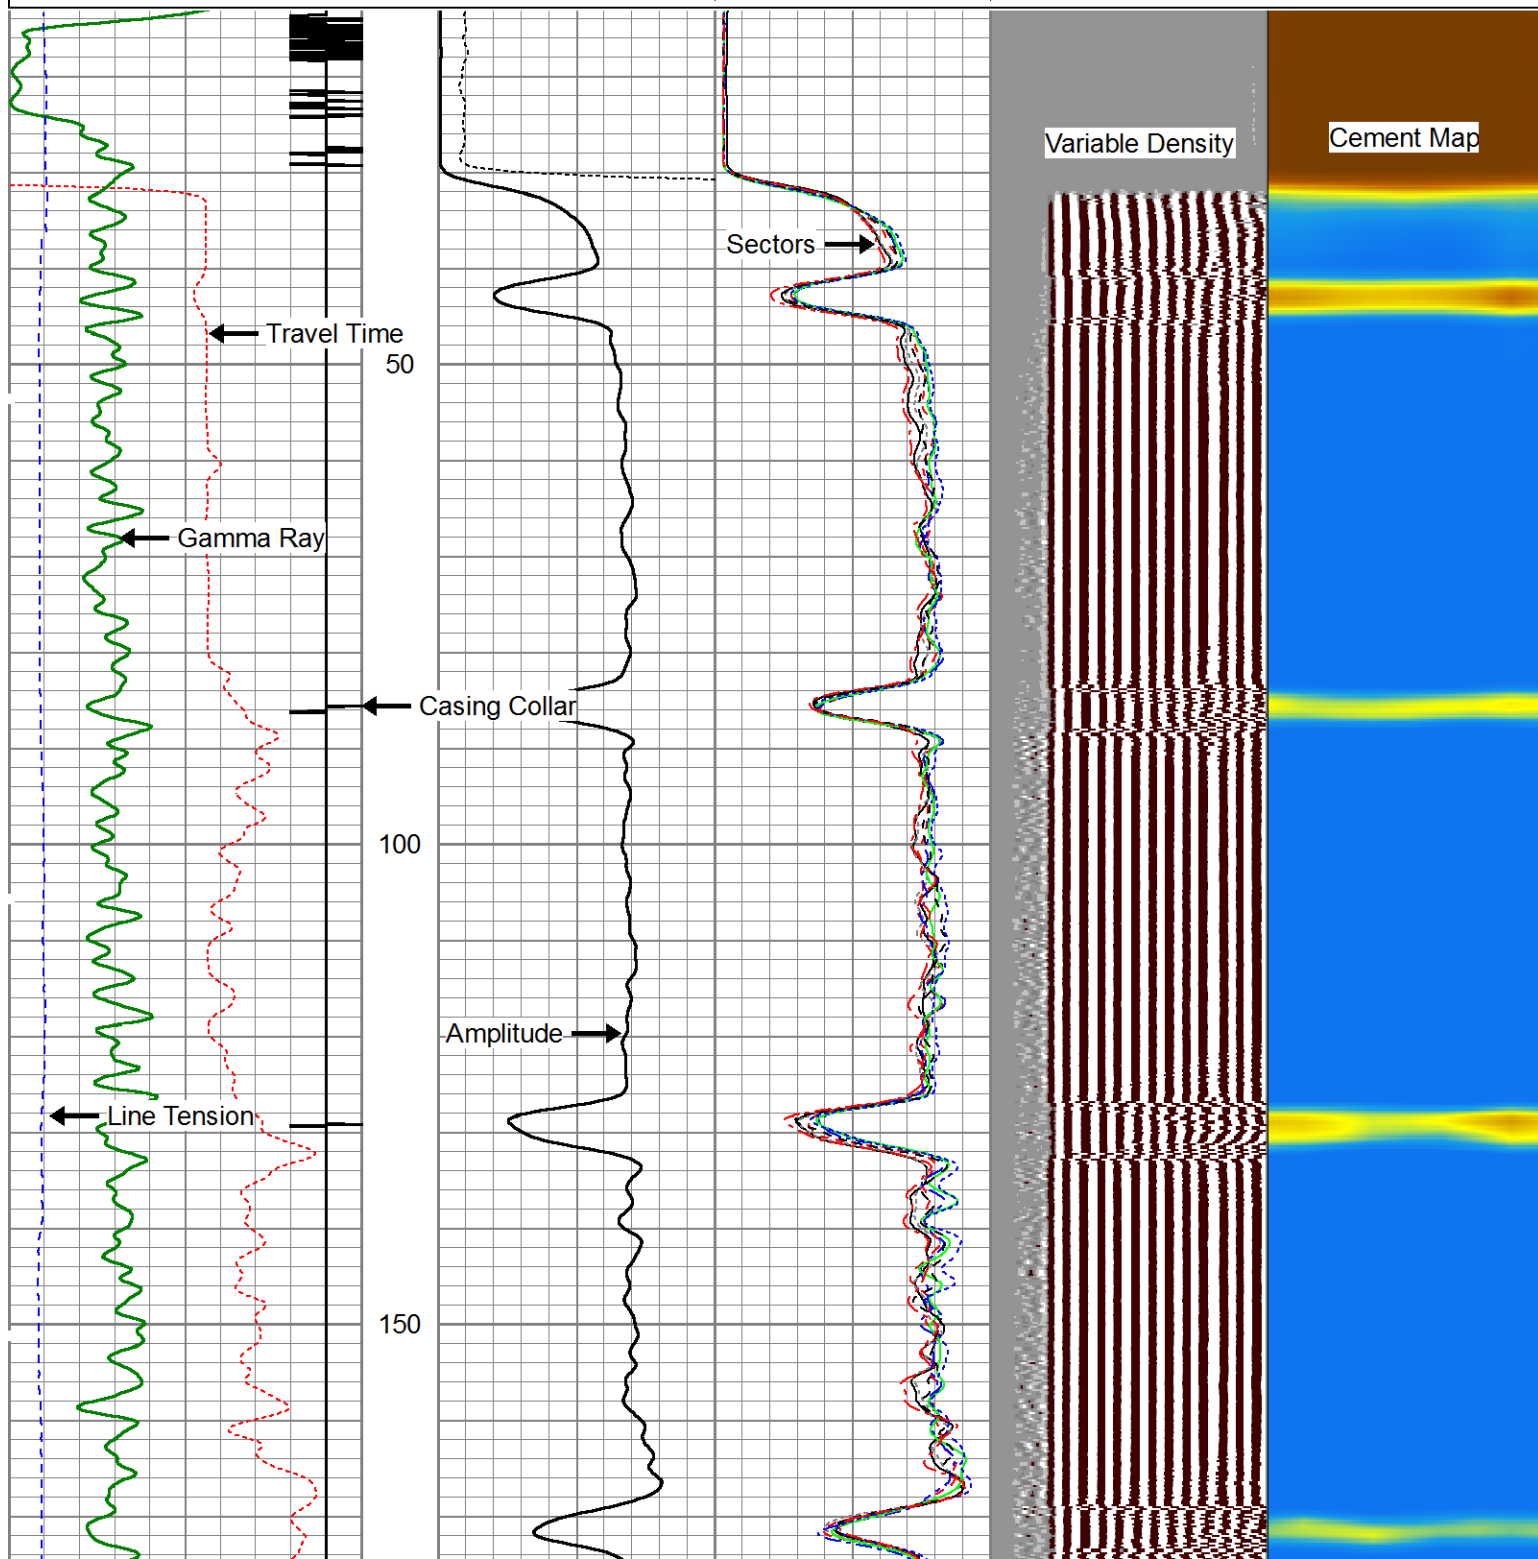 Variable Density
Cement Map
Sectors
Travel Time
50
Gamma Ray
Casing Collar
100
Amplitude
Line Tension
150